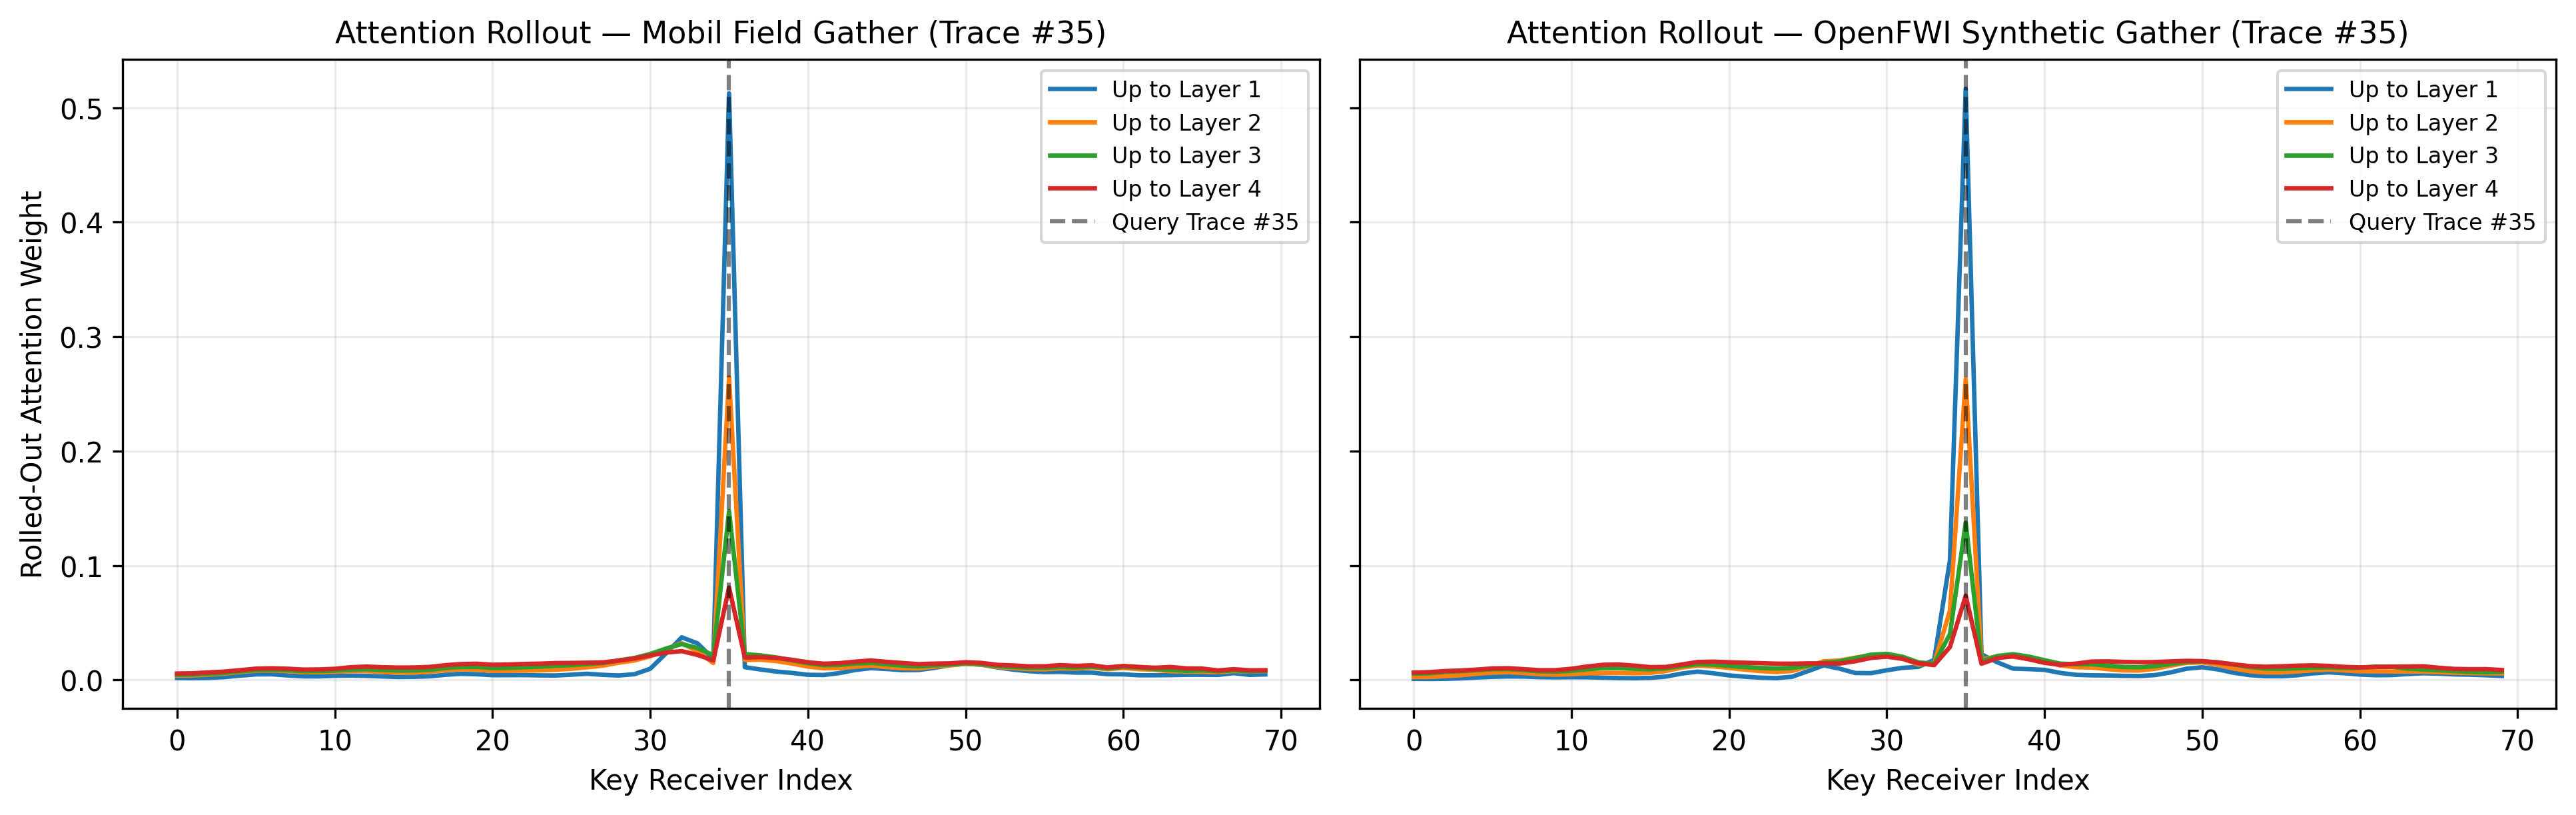 Attention Rollout — Mobil Field Gather (Trace #35)
Rolled-Out Attention Weight
0.5
0.4
0.3
0.2
0.1
0.0
Up to Layer 1
Up to Layer 2
Up to Layer 3
Up to Layer 4
Query Trace #35
0 10 20 30 40 50 60 70
Key Receiver Index
Attention Rollout — OpenFWI Synthetic Gather (Trace #35)
Up to Layer 1
Up to Layer 2
Up to Layer 3
Up to Layer 4
Query Trace #35
0 10 20 30 40 50 60 70
Key Receiver Index